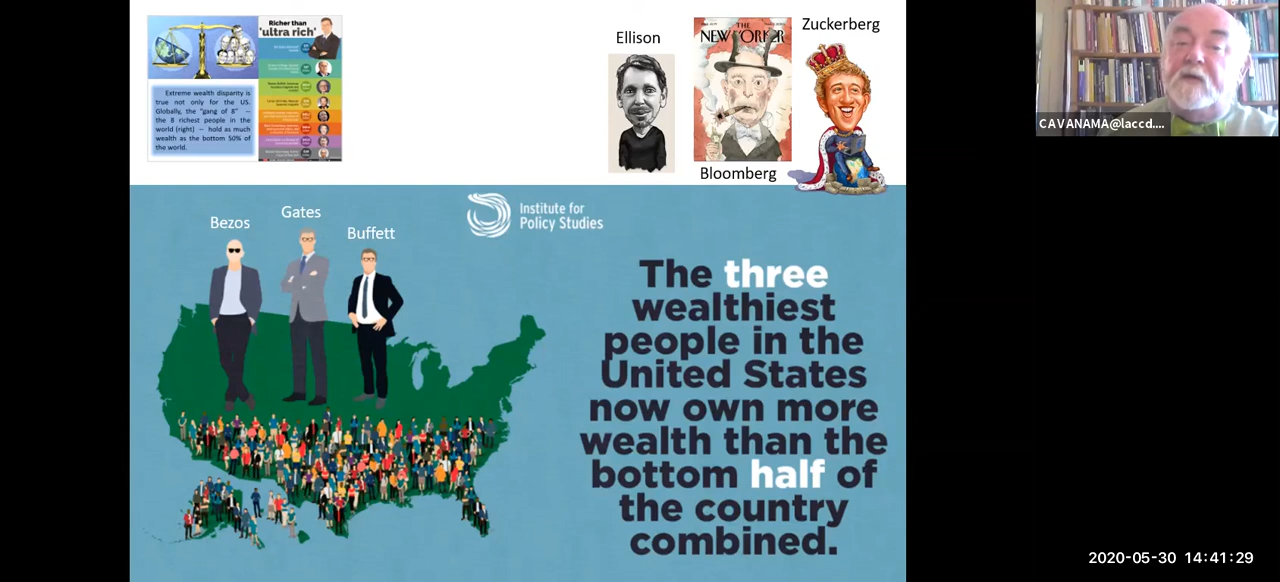 Richer than
'ultra rich'
Extreme wealth disparity is
true not only for the US.
Globally, the "gang of 8" —
the 8 richest people in the
world (right) — hold as much
wealth as the bottom 50% of
the world.
Ellison
THE
NEW YORKER
Bloomberg
Zuckerberg
CAVANAMA@laccd....
Bezos
Gates
Buffett
Institute for
Policy Studies
The three
wealthiest
people in the
United States
now own more
wealth than the
bottom half of
the country
combined.
2020-05-30 14:41:29